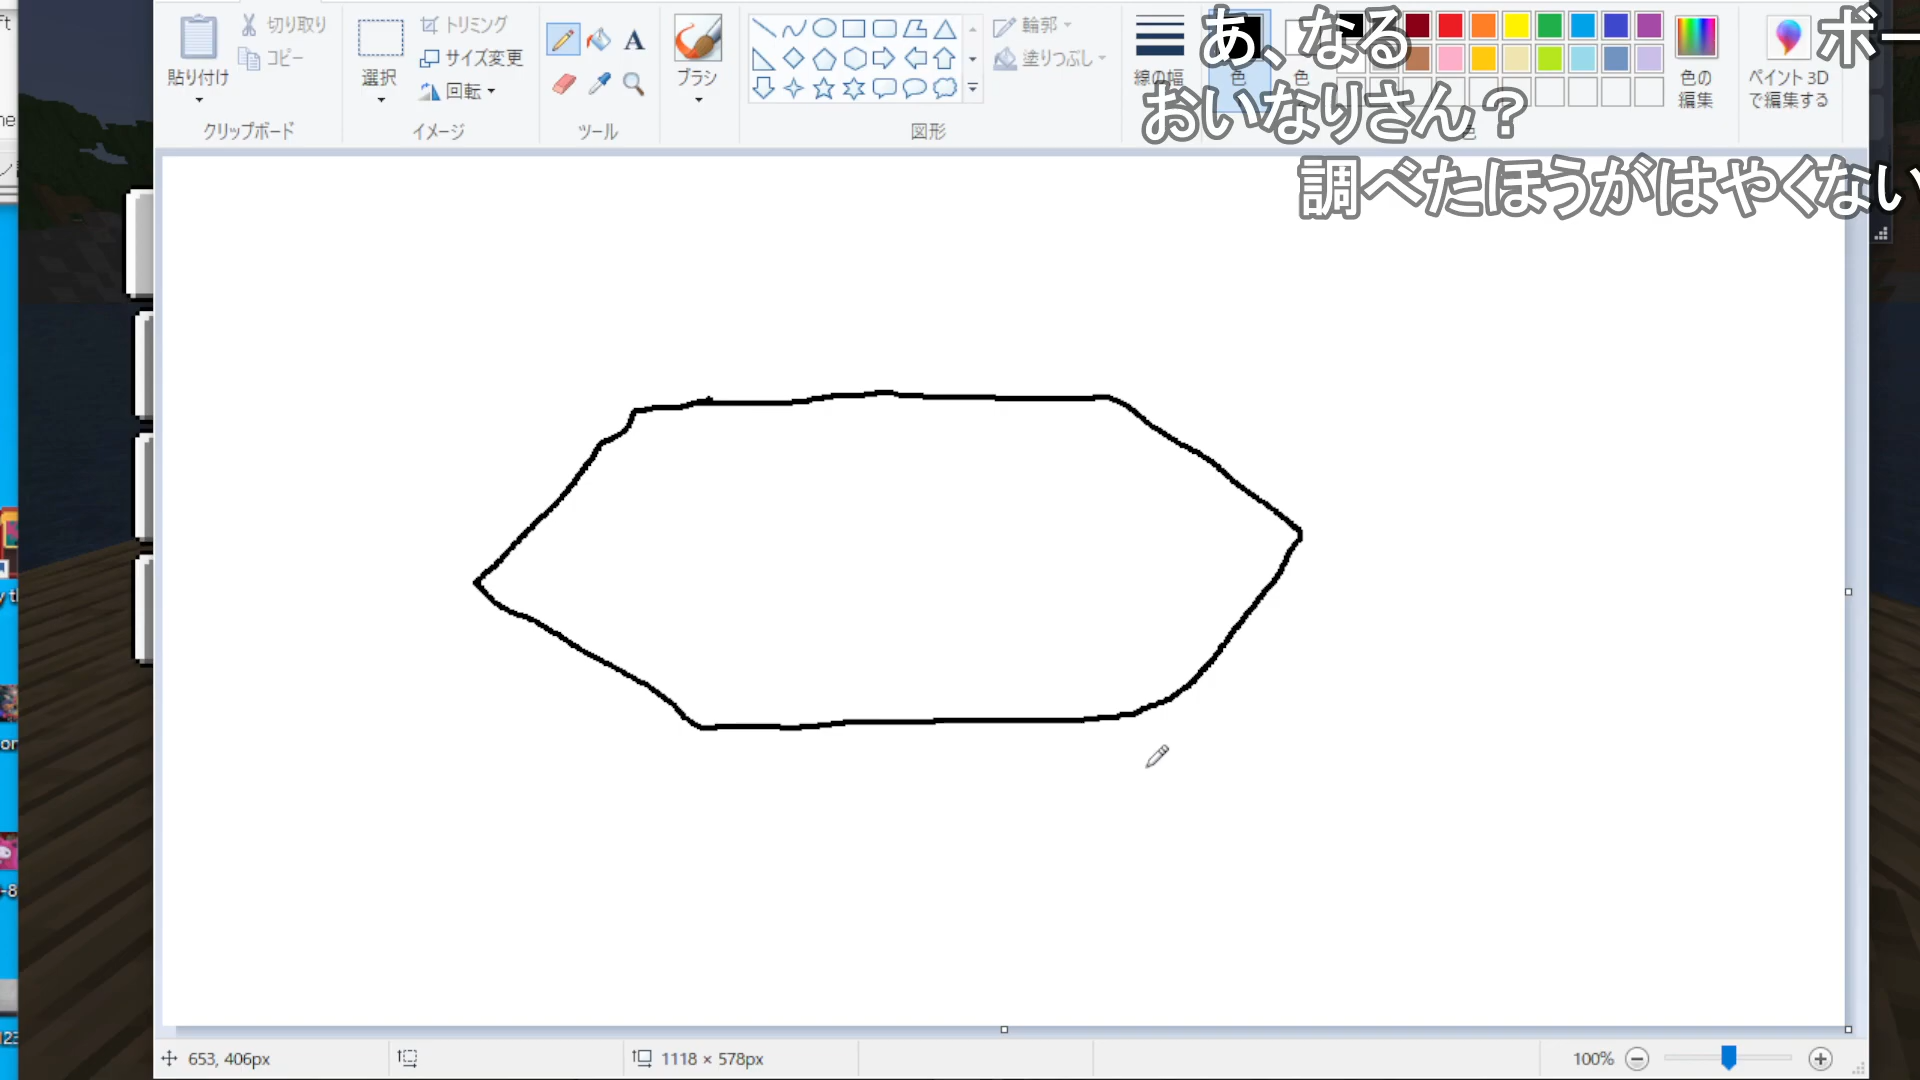 切り取り
コピー
貼り付け
クリップボード
トリミング
サイズ変更
回転
選択
イメージ
A
ツール
ブラシ
図形
輪郭
塗りつぶし
線の幅
色
色
色の
編集
ペイント 3D
で編集する
色
あ、なる
ボー
おいなりさん？
調べたほうがはやくない
653, 406px
1118 × 578px
100%